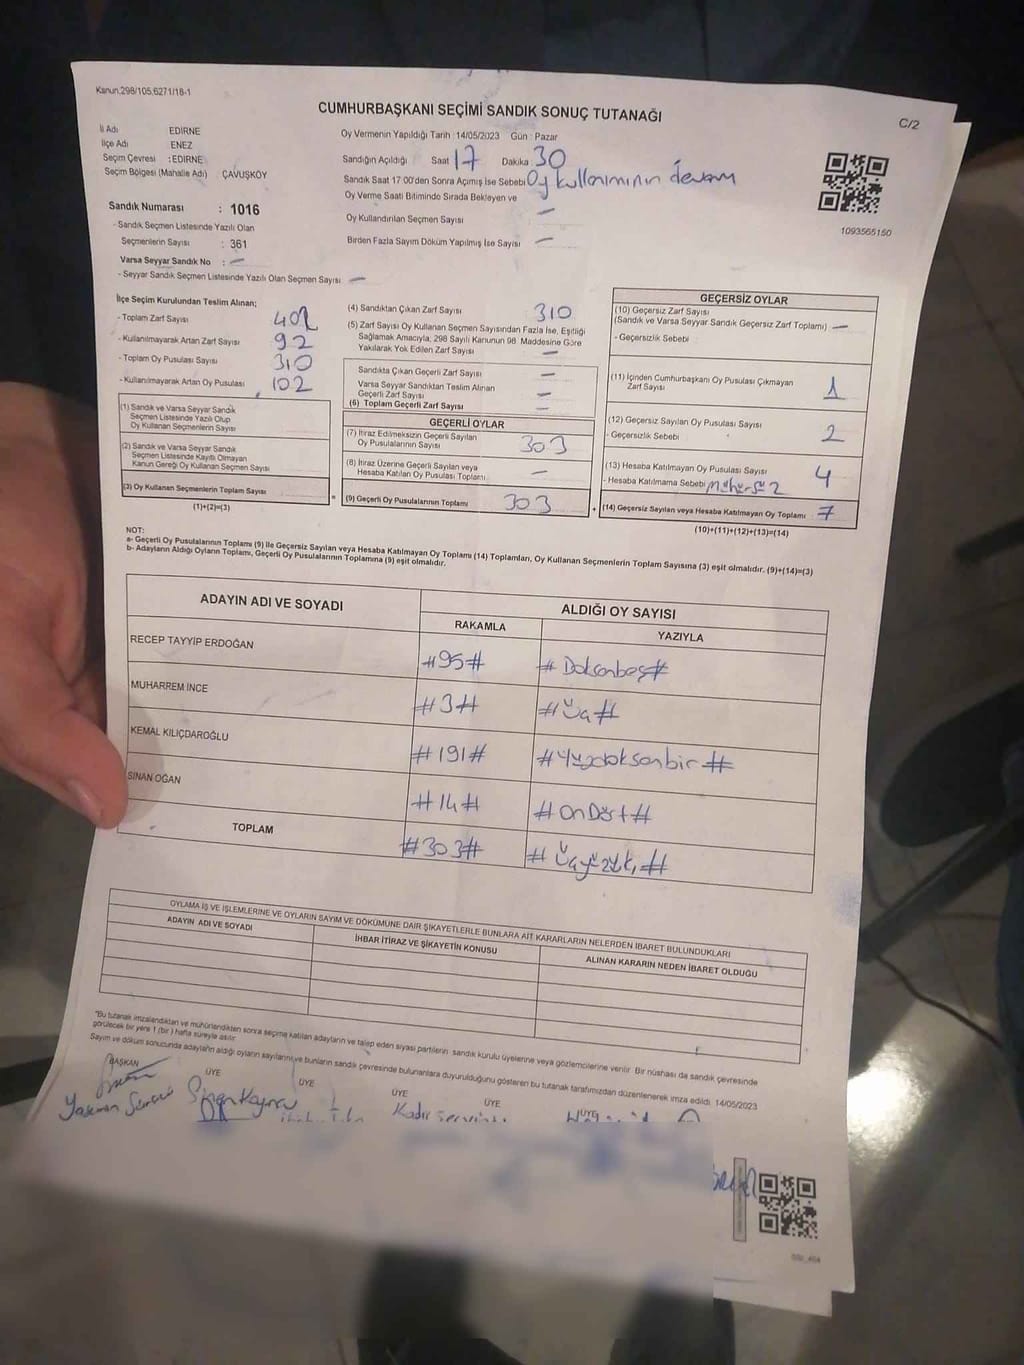 Kanun.298/105.6271/18-1
CUMHURBAŞKANI SEÇİMİ SANDIK SONUÇ TUTANAĞI
C/2
İl Adı EDİRNE
İlçe Adı ENEZ
Seçim Çevresi : EDİRNE
Seçim Bölgesi (Mahalle Adı) : ÇAVUŞKÖY
Sandık Numarası : 1016
- Sandık Seçmen Listesinde Yazılı Olan
Seçmenlerin Sayısı : 361
Varsa Seyyar Sandık No : -
- Seyyar Sandık Seçmen Listesinde Yazılı Olan Seçmen Sayısı -
Oy Vermenin Yapıldığı Tarih :14/05/2023 Gün : Pazar
Sandığın Açıldığı Saat 17 Dakika 30
Sandık Saat 17:00'den Sonra Açımış İse Sebebi Oy kullanımının devamı
Oy Verme Saati Bitimindo Sırada Bekleyen ve
Oy Kullandırılan Seçmen Sayısı -
Birden Fazla Sayım Döküm Yapılmış İse Sayısı -
1093565150
İlçe Seçim Kurulundan Teslim Alınan;
- Toplam Zarf Sayısı 402
- Kullanılmayarak Artan Zarf Sayısı 92
- Toplam Oy Pusulası Sayısı 310
- Kullanılmayarak Artan Oy Pusulası 102
(1) Sandık ve Varsa Seyyar Sandık
Seçmen Listesinde Yazılı Olup
Oy Kullanan Seçmenlerin Sayısı
(2) Sandık ve Varsa Seyyar Sandık
Seçmen Listesinde Kayıtlı Olmayan
Kanun Gereği Oy Kullanan Seçmen Sayısı
(3) Oy Kullanan Seçmenlerin Toplam Sayısı
(1)+(2)=(3)
(4) Sandıktan Çıkan Zarf Sayısı 310
(5) Zarf Sayısı Oy Kullanan Seçmen Sayısından Fazla İse, Eşitliği
Sağlamak Amacıyla; 298 Sayılı Kanunun 98. Maddesine Göre
Yakılarak Yok Edilen Zarf Sayısı -
Sandıkta Çıkan Geçerli Zarf Sayısı -
Varsa Seyyar Sandıktan Teslim Alınan
Geçerli Zarf Sayısı -
(6) Toplam Geçerli Zarf Sayısı -
GEÇERLİ OYLAR
(7) İtiraz Edilmeksizin Geçerli Sayılan
Oy Pusulalarının Sayısı 303
(8) İtiraz Üzerine Geçerli Sayılan veya
Hesaba Katılan Oy Pusulası Toplamı -
= (9) Geçerli Oy Pusulalarının Toplamı 303 +
GEÇERSİZ OYLAR
(10) Geçersiz Zarf Sayısı
(Sandık ve Varsa Seyyar Sandık Geçersiz Zarf Toplamı) -
- Geçersizlik Sebebi
(11) İçinden Cumhurbaşkanı Oy Pusulası Çıkmayan
Zarf Sayısı 1
(12) Geçersiz Sayılan Oy Pusulası Sayısı
- Geçersizlik Sebebi 2
(13) Hesaba Katılmayan Oy Pusulası Sayısı
- Hesaba Katılmama Sebebi Mühürsüz 4
(14) Geçersiz Sayılan veya Hesaba Katılmayan Oy Toplamı 7
(10)+(11)+(12)+(13)=(14)
NOT:
a- Geçerli Oy Pusulalarının Toplamı (9) ile Geçersiz Sayılan veya Hesaba Katılmayan Oy Toplamı (14) Toplamları, Oy Kullanan Seçmenlerin Toplam Sayısına (3) eşit olmalıdır. (9)+(14)=(3)
b- Adayların Aldığı Oyların Toplamı, Geçerli Oy Pusulalarının Toplamına (9) eşit olmalıdır.
ADAYIN ADI VE SOYADI
ALDIĞI OY SAYISI
RAKAMLA YAZIYLA
RECEP TAYYİP ERDOĞAN #95# #Doksanbeş#
MUHARREM İNCE #3# #Üç#
KEMAL KILIÇDAROĞLU #191# #Yüzdoksanbir#
SİNAN OĞAN #14# #OnDört#
TOPLAM #303# #Üçyüzük#
OYLAMA İŞ VE İŞLEMLERİNE VE OYLARIN SAYIM VE DÖKÜMÜNE DAİR ŞİKAYETLERLE BUNLARA AİT KARARLARIN NELERDEN İBARET BULUNDUKLARI
ADAYIN ADI VE SOYADI İHBAR İTİRAZ VE ŞİKAYETİN KONUSU ALINAN KARARIN NEDEN İBARET OLDUĞU
"Bu tutanak imzalandıktan ve mühürlendikten sonra seçime katılan adayların ve talep eden siyasi partilerin sandık kurulu üyelerine veya gözlemcilerine verilir. Bir nüshası da sandık çevresinde
görülecek bir yere 1 (bir) hafta süreyle asılır.
Sayım ve döküm sonucunda adayların aldığı oyların sayılarını ve bunların sandık çevresinde bulunanlara duyurulduğunu gösteren bu tutanak tarafımızdan düzenlenerek imza edildi. 14/05/2023
BAŞKAN ÜYE ÜYE ÜYE ÜYE ÜYE
Kadir